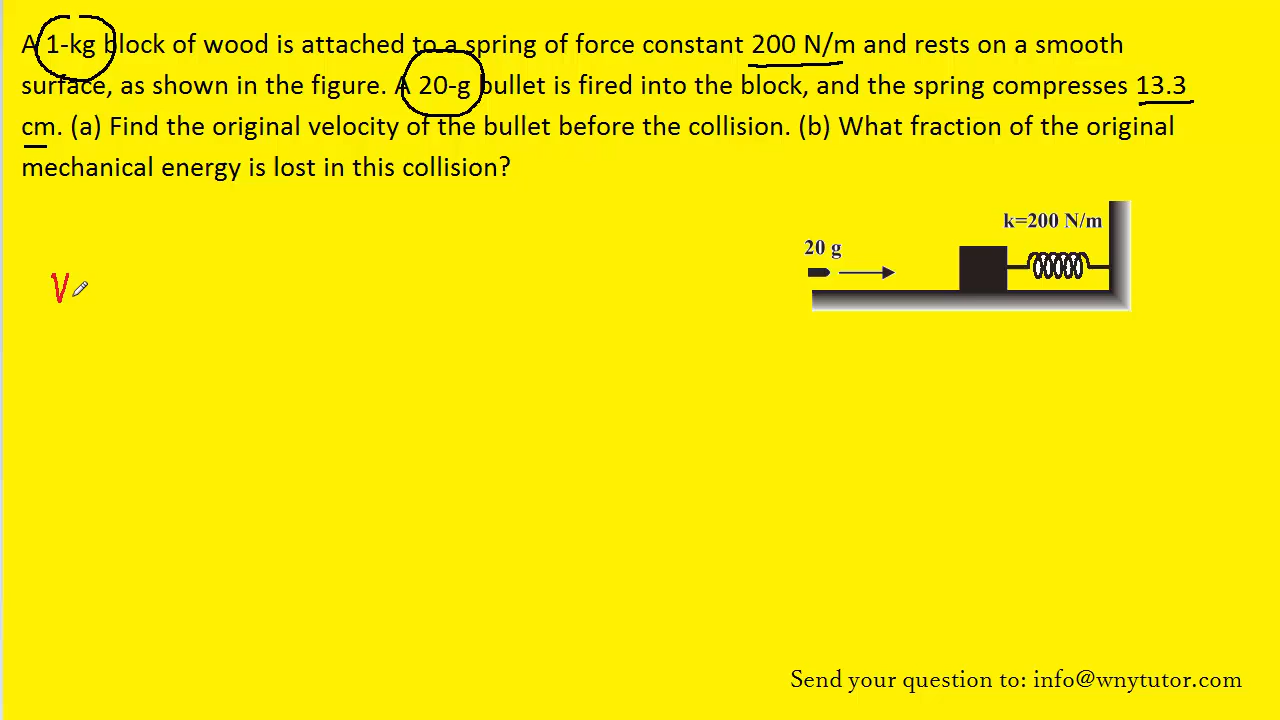 A 1-kg block of wood is attached to a spring of force constant 200 N/m and rests on a smooth
surface, as shown in the figure. A 20-g bullet is fired into the block, and the spring compresses 13.3
cm. (a) Find the original velocity of the bullet before the collision. (b) What fraction of the original
mechanical energy is lost in this collision?
k=200 N/m
20 g
V
Send your question to: info@wnytutor.com